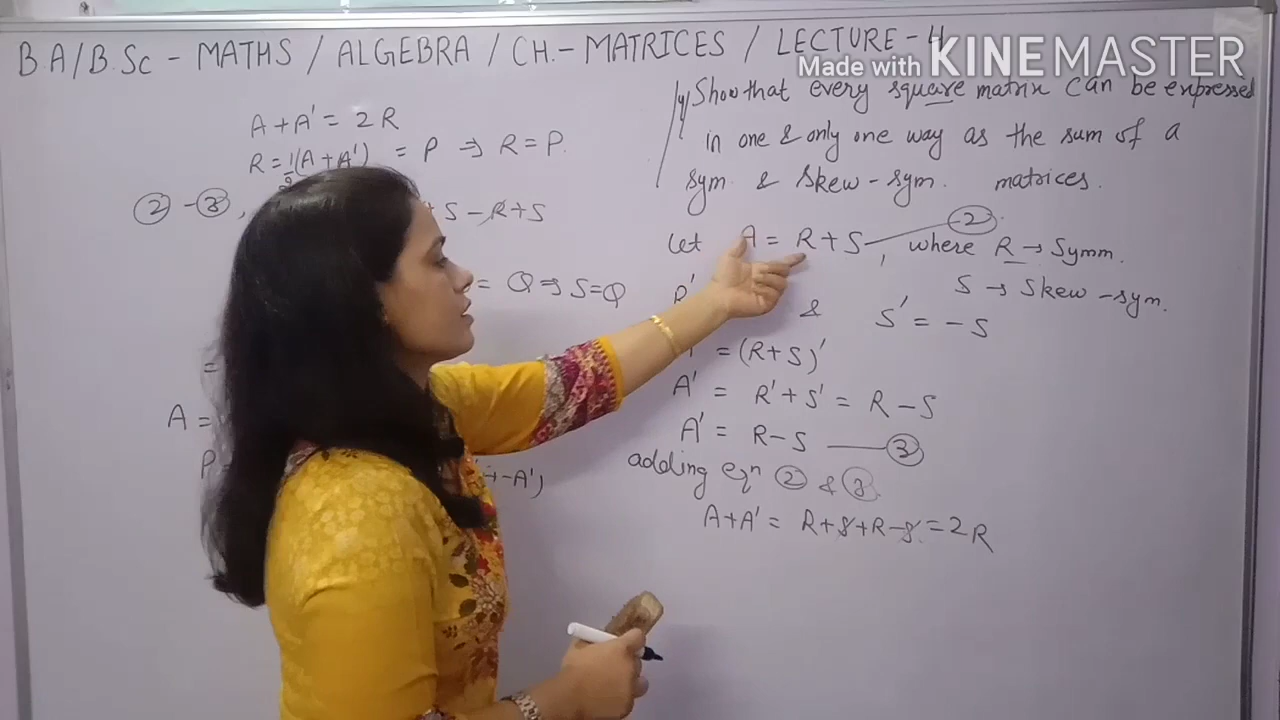 B.A/B.Sc - MATHS / ALGEBRA / CH.- MATRICES / LECTURE - 4
Made with KINEMASTER
A + A' = 2R
R = 1/2(A + A') = P ⇒ R = P.
② - ③,
S - R + S
= Q ⇒ S = Q
=
A =
- A')
Show that every square matrix can be expressed
in one & only one way as the sum of a
sym. & Skew-sym. matrices.
Let A = R + S — ②, where R → Symm.
S → Skew-sym.
R' & S' = -S
= (R+S)'
A' = R' + S' = R - S
A' = R - S — ③
adding eqn ② & ③.
A+A' = R+S+R-S = 2R